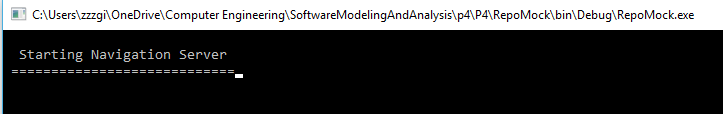 C:\Users\zzzgi\OneDrive\Computer Engineering\SoftwareModelingAndAnalysis\p4\P4\RepoMock\bin\Debug\RepoMock.exe
Starting Navigation Server
============================